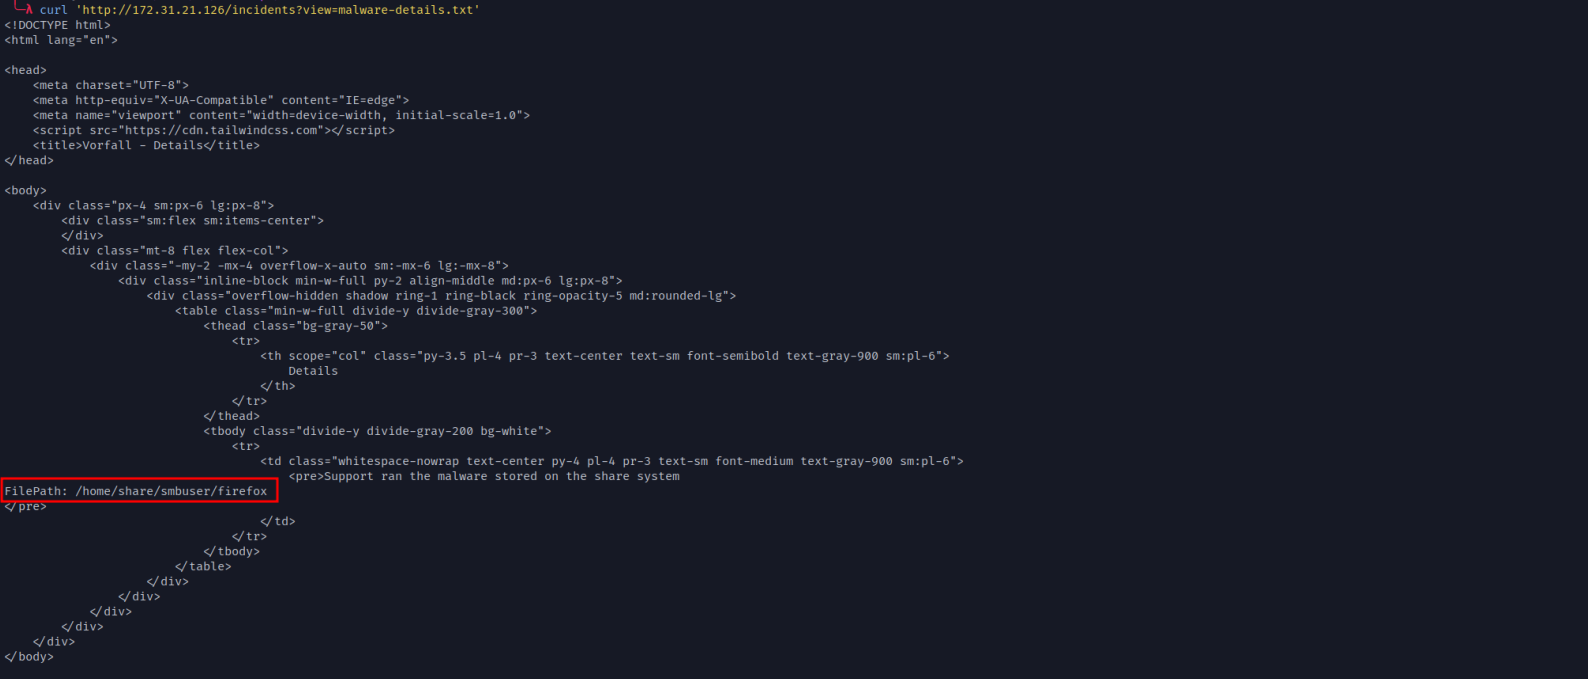 └─λ curl 'http://172.31.21.126/incidents?view=malware-details.txt'
<!DOCTYPE html>
<html lang="en">

<head>
    <meta charset="UTF-8">
    <meta http-equiv="X-UA-Compatible" content="IE=edge">
    <meta name="viewport" content="width=device-width, initial-scale=1.0">
    <script src="https://cdn.tailwindcss.com"></script>
    <title>Vorfall - Details</title>
</head>

<body>
    <div class="px-4 sm:px-6 lg:px-8">
        <div class="sm:flex sm:items-center">
        </div>
        <div class="mt-8 flex flex-col">
            <div class="-my-2 -mx-4 overflow-x-auto sm:-mx-6 lg:-mx-8">
                <div class="inline-block min-w-full py-2 align-middle md:px-6 lg:px-8">
                    <div class="overflow-hidden shadow ring-1 ring-black ring-opacity-5 md:rounded-lg">
                        <table class="min-w-full divide-y divide-gray-300">
                            <thead class="bg-gray-50">
                                <tr>
                                    <th scope="col" class="py-3.5 pl-4 pr-3 text-center text-sm font-semibold text-gray-900 sm:pl-6">
                                        Details
                                    </th>
                                </tr>
                            </thead>
                            <tbody class="divide-y divide-gray-200 bg-white">
                                <tr>
                                    <td class="whitespace-nowrap text-center py-4 pl-4 pr-3 text-sm font-medium text-gray-900 sm:pl-6">
                                        <pre>Support ran the malware stored on the share system
FilePath: /home/share/smbuser/firefox
</pre>
                                    </td>
                                </tr>
                            </tbody>
                        </table>
                    </div>
                </div>
            </div>
        </div>
    </div>
</body>